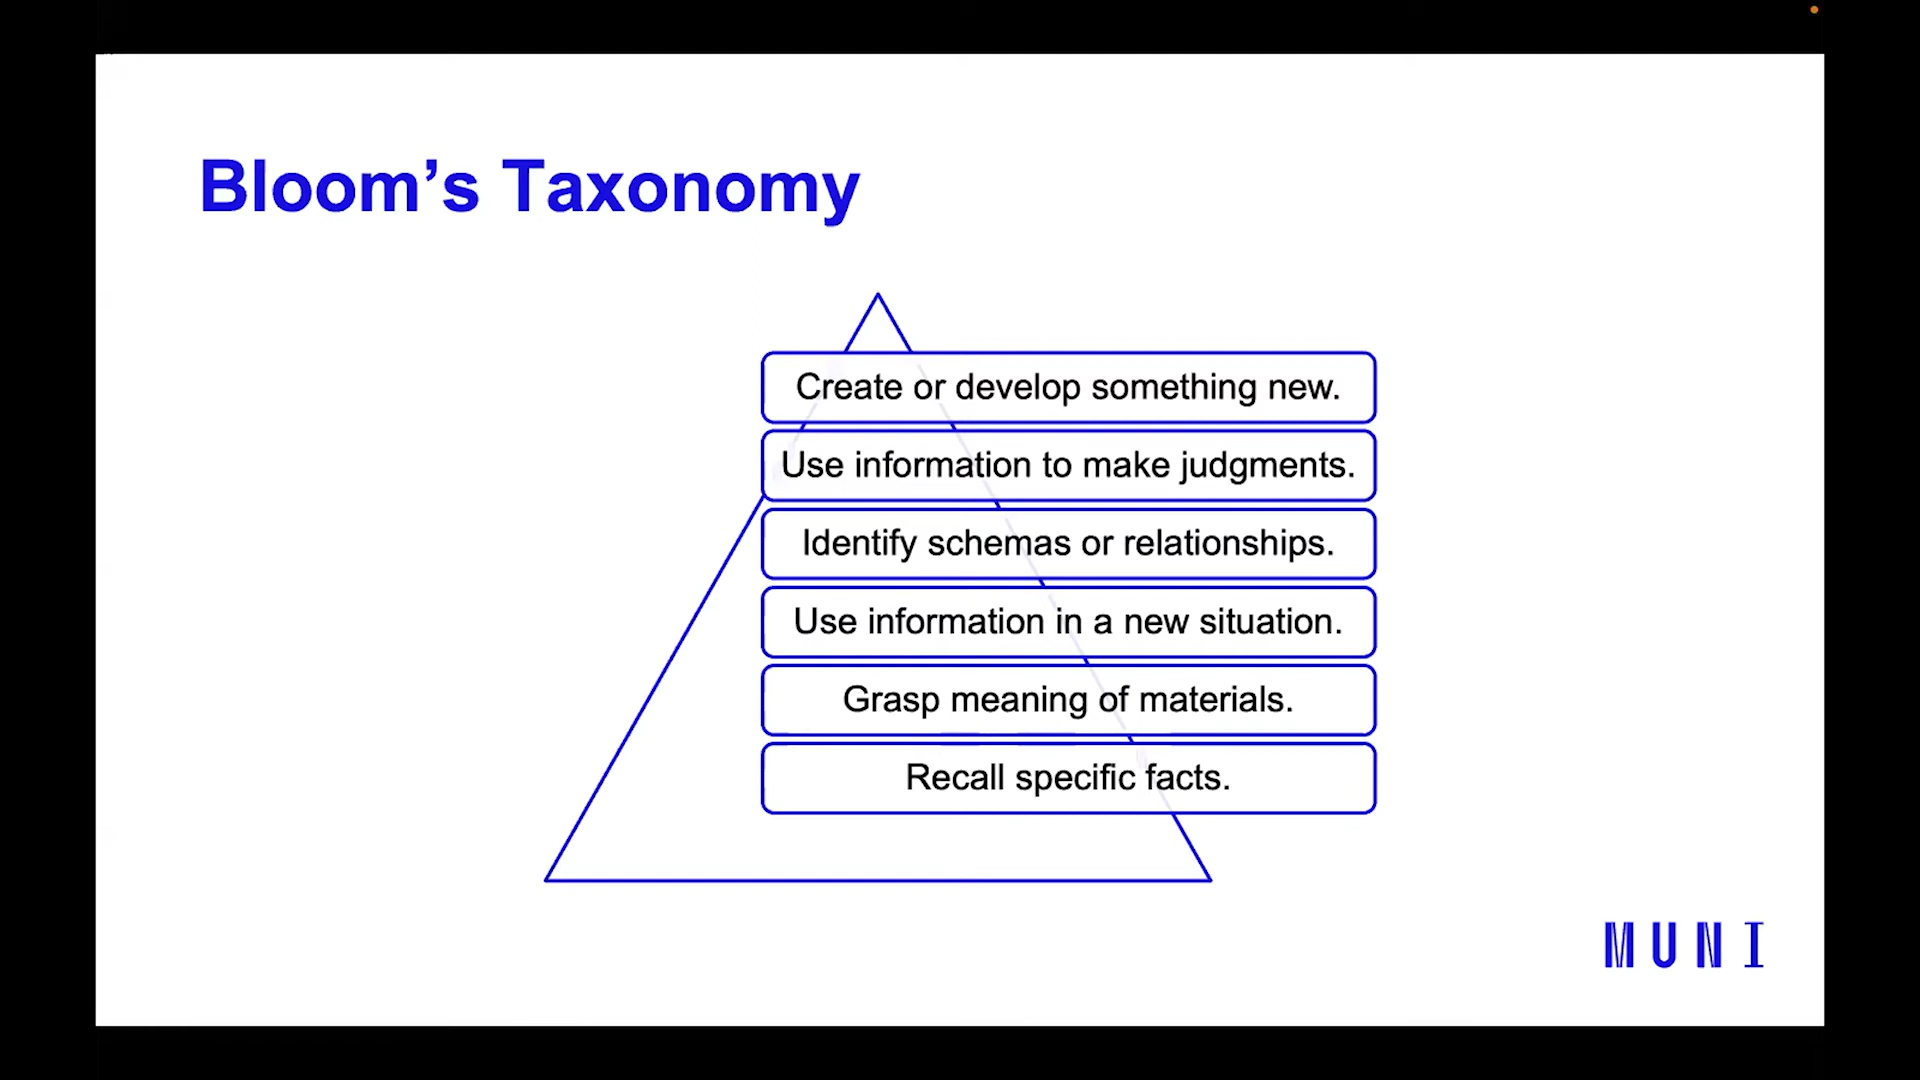 Bloom’s Taxonomy
Create or develop something new.
Use information to make judgments.
Identify schemas or relationships.
Use information in a new situation.
Grasp meaning of materials.
Recall specific facts.
MUNI